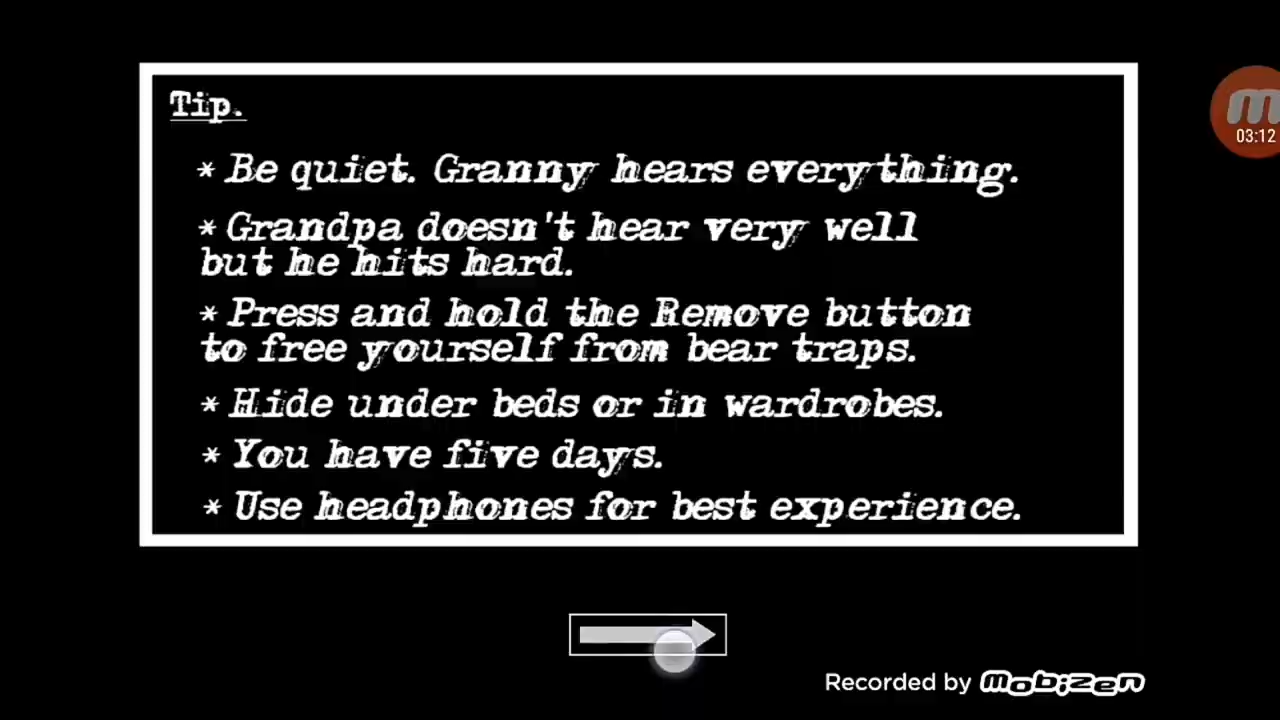 Tip.
* Be quiet. Granny hears everything.
* Grandpa doesn't hear very well
but he hits hard.
* Press and hold the Remove button
to free yourself from bear traps.
* Hide under beds or in wardrobes.
* You have five days.
* Use headphones for best experience.
m
03:12
Recorded by mobizen